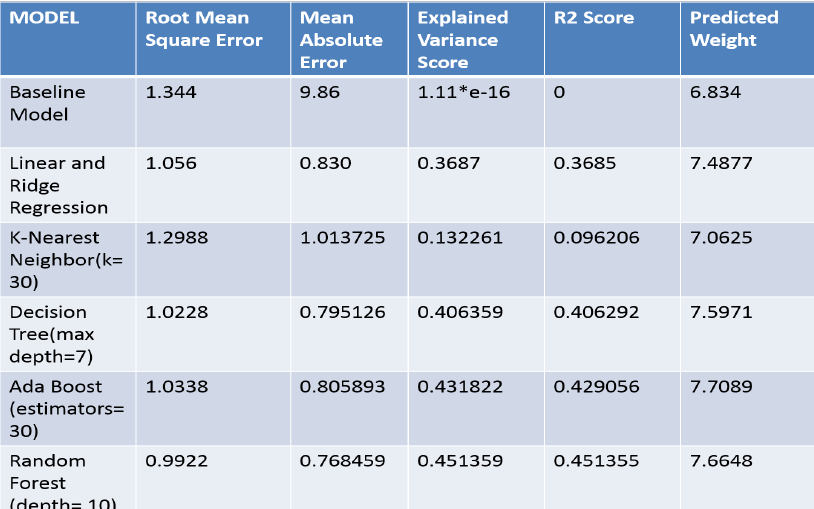 MODEL Root Mean Mean Explained R2 Score Predicted
Square Error Absolute Variance Weight
Error Score
Baseline 1.344 9.86 1.11*e-16 0 6.834
Model
Linear and 1.056 0.830 0.3687 0.3685 7.4877
Ridge
Regression
K-Nearest 1.2988 1.013725 0.132261 0.096206 7.0625
Neighbor(k=
30)
Decision 1.0228 0.795126 0.406359 0.406292 7.5971
Tree(max
depth=7)
Ada Boost 1.0338 0.805893 0.431822 0.429056 7.7089
(estimators=
30)
Random 0.9922 0.768459 0.451359 0.451355 7.6648
Forest
(depth= 10)